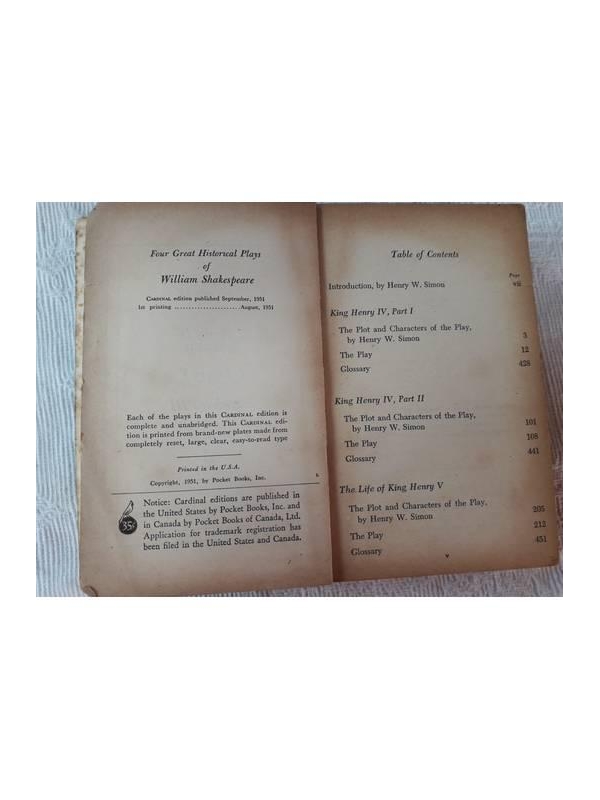 Four Great Historical Plays
of
William Shakespeare
CARDINAL edition published September, 1951
1st printing ......................August, 1951
Each of the plays in this CARDINAL edition is
complete and unabridged. This CARDINAL edi-
tion is printed from brand-new plates made from
completely reset, large, clear, easy-to-read type
Printed in the U.S.A.
Copyright, 1951, by Pocket Books, Inc.
35¢
Notice: Cardinal editions are published in
the United States by Pocket Books, Inc. and
in Canada by Pocket Books of Canada, Ltd.
Application for trademark registration has
been filed in the United States and Canada.
Table of Contents
Page
Introduction, by Henry W. Simon vii
King Henry IV, Part I
The Plot and Characters of the Play,
by Henry W. Simon 3
The Play 12
Glossary 428
King Henry IV, Part II
The Plot and Characters of the Play,
by Henry W. Simon 101
The Play 108
Glossary 441
The Life of King Henry V
The Plot and Characters of the Play,
by Henry W. Simon 205
The Play 212
Glossary 451
v